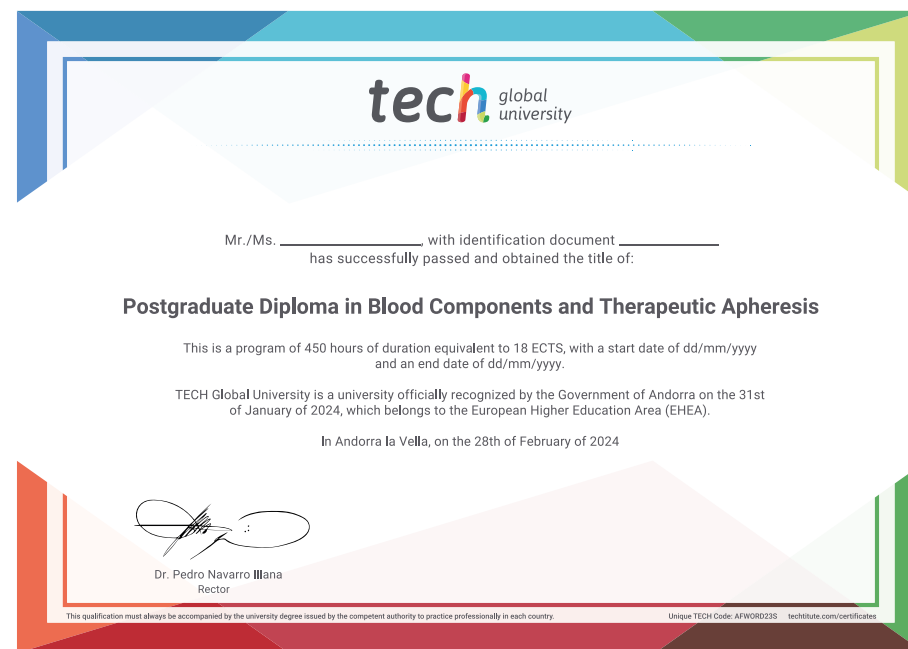 tech global
university
Mr./Ms. ____________________, with identification document ______________
has successfully passed and obtained the title of:
Postgraduate Diploma in Blood Components and Therapeutic Apheresis
This is a program of 450 hours of duration equivalent to 18 ECTS, with a start date of dd/mm/yyyy
and an end date of dd/mm/yyyy.
TECH Global University is a university officially recognized by the Government of Andorra on the 31st
of January of 2024, which belongs to the European Higher Education Area (EHEA).
In Andorra la Vella, on the 28th of February of 2024
Dr. Pedro Navarro Illana
Rector
This qualification must always be accompanied by the university degree issued by the competent authority to practice professionally in each country.
Unique TECH Code: AFWORD23S techtitute.com/certificates